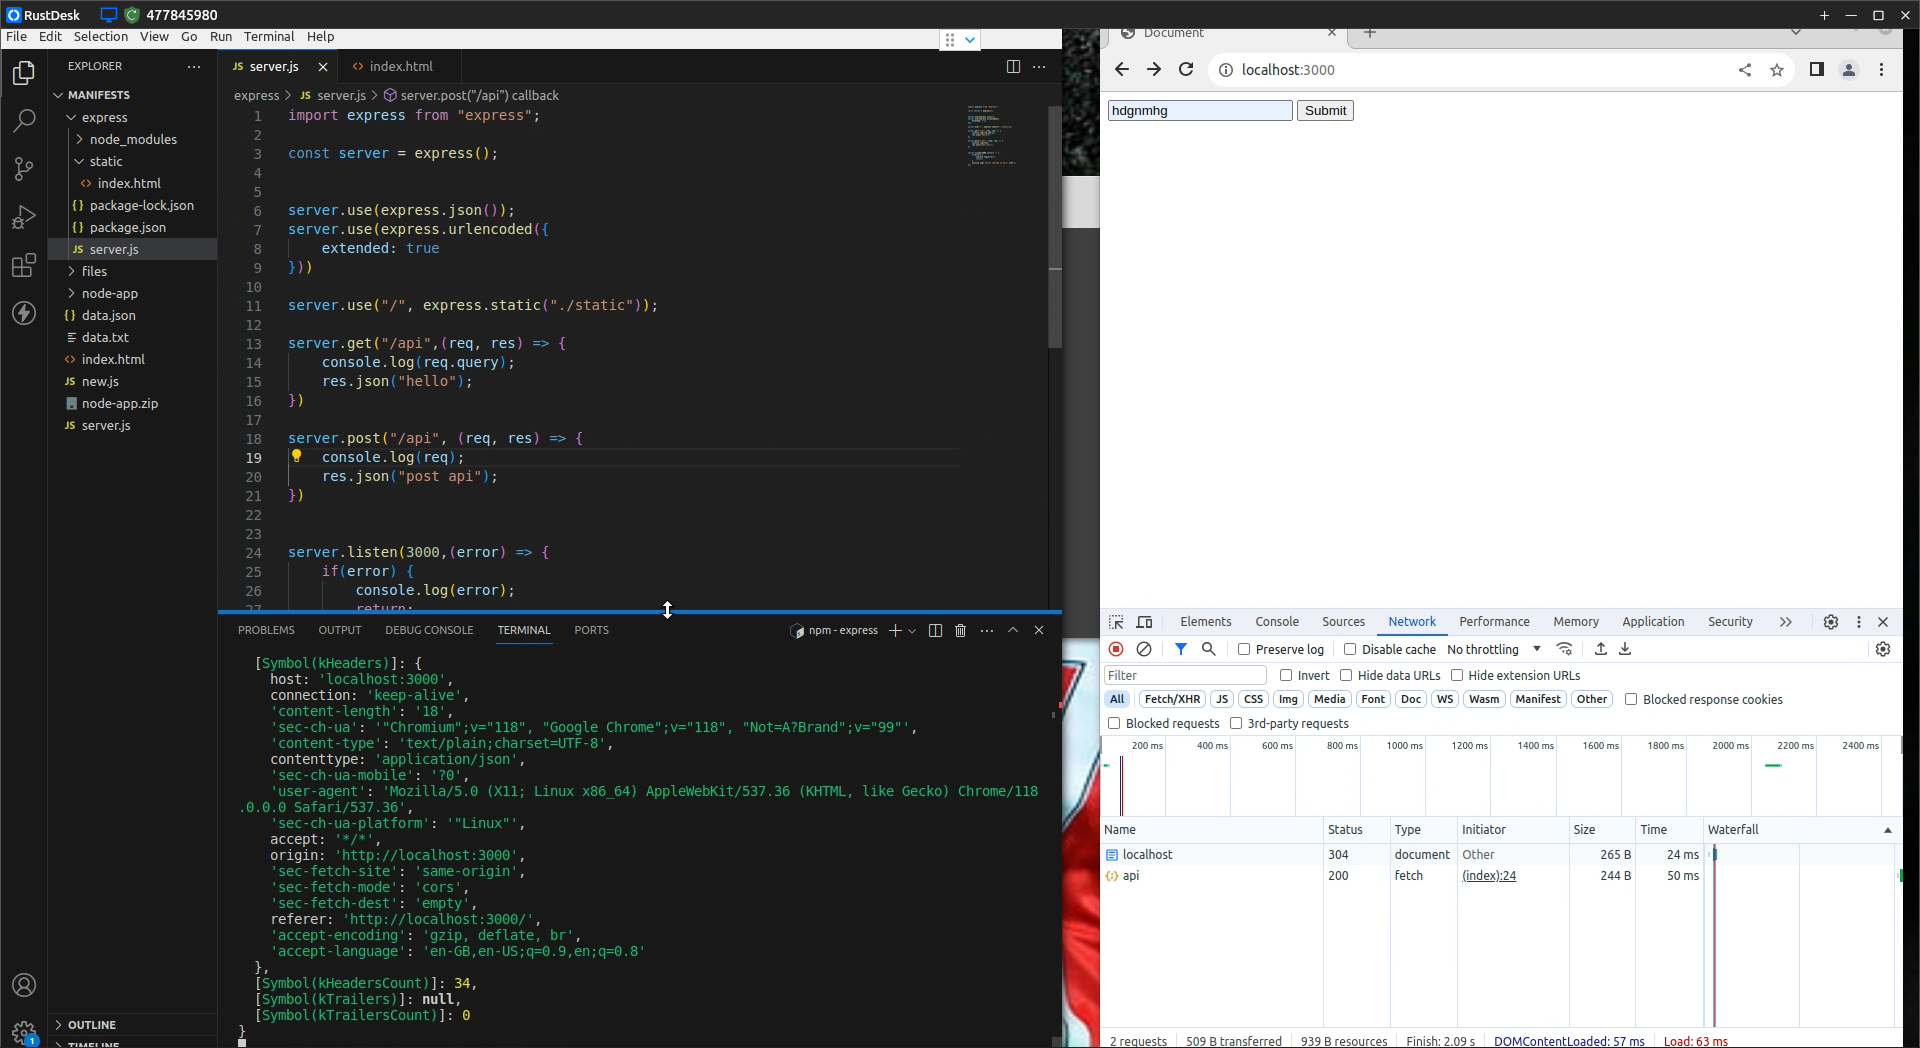 RustDesk 477845980
File Edit Selection View Go Run Terminal Help
EXPLORER
MANIFESTS
express
node_modules
static
index.html
package-lock.json
package.json
server.js
files
node-app
data.json
data.txt
index.html
new.js
node-app.zip
server.js
OUTLINE
TIMELINE
1
server.js index.html
express > server.js > server.post("/api") callback
1 import express from "express";
2
3 const server = express();
4
5
6 server.use(express.json());
7 server.use(express.urlencoded({
8 extended: true
9 }))
10
11 server.use("/", express.static("./static"));
12
13 server.get("/api",(req, res) => {
14 console.log(req.query);
15 res.json("hello");
16 })
17
18 server.post("/api", (req, res) => {
19 console.log(req);
20 res.json("post api");
21 })
22
23
24 server.listen(3000,(error) => {
25 if(error) {
26 console.log(error);
27 return;
PROBLEMS OUTPUT DEBUG CONSOLE TERMINAL PORTS npm - express
[Symbol(kHeaders)]: {
host: 'localhost:3000',
connection: 'keep-alive',
'content-length': '18',
'sec-ch-ua': '"Chromium";v="118", "Google Chrome";v="118", "Not=A?Brand";v="99"',
'content-type': 'text/plain;charset=UTF-8',
contenttype: 'application/json',
'sec-ch-ua-mobile': '?0',
'user-agent': 'Mozilla/5.0 (X11; Linux x86_64) AppleWebKit/537.36 (KHTML, like Gecko) Chrome/118
.0.0.0 Safari/537.36',
'sec-ch-ua-platform': '"Linux"',
accept: '*/*',
origin: 'http://localhost:3000',
'sec-fetch-site': 'same-origin',
'sec-fetch-mode': 'cors',
'sec-fetch-dest': 'empty',
referer: 'http://localhost:3000/',
'accept-encoding': 'gzip, deflate, br',
'accept-language': 'en-GB,en-US;q=0.9,en;q=0.8'
},
[Symbol(kHeadersCount)]: 34,
[Symbol(kTrailers)]: null,
[Symbol(kTrailersCount)]: 0
}
Document
localhost:3000
hdgnmhg Submit
Elements Console Sources Network Performance Memory Application Security
Preserve log Disable cache No throttling
Filter Invert Hide data URLs Hide extension URLs
All Fetch/XHR JS CSS Img Media Font Doc WS Wasm Manifest Other Blocked response cookies
Blocked requests 3rd-party requests
200 ms 400 ms 600 ms 800 ms 1000 ms 1200 ms 1400 ms 1600 ms 1800 ms 2000 ms 2200 ms 2400 ms
Name Status Type Initiator Size Time Waterfall
localhost 304 document Other 265 B 24 ms
api 200 fetch (index):24 244 B 50 ms
2 requests 509 B transferred 939 B resources Finish: 2.09 s DOMContentLoaded: 57 ms Load: 63 ms